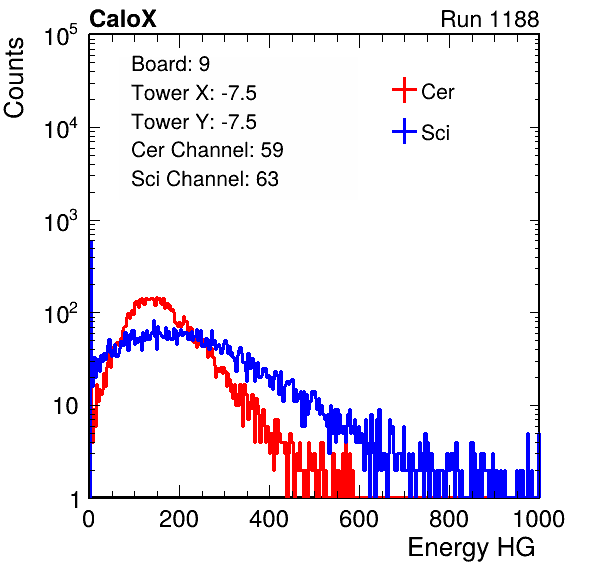 CaloX Run 1188
Counts
10^5
10^4
10^3
10^2
10
1
Board: 9
Tower X: -7.5
Tower Y: -7.5
Cer Channel: 59
Sci Channel: 63
Cer
Sci
0 200 400 600 800 1000
Energy HG